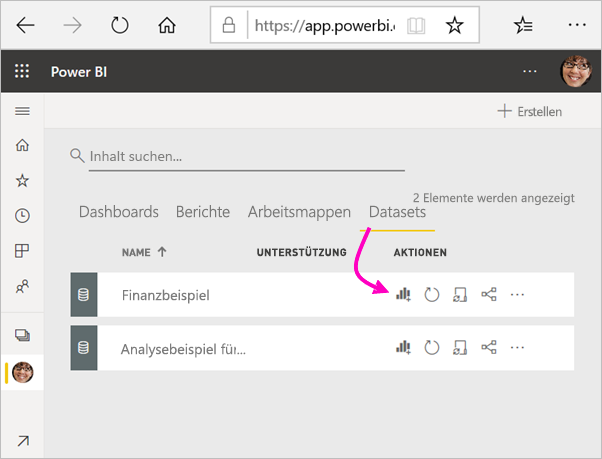 https://app.powerbi.
Power BI
Erstellen
Inhalt suchen...
2 Elemente werden angezeigt
Dashboards Berichte Arbeitsmappen Datasets
NAME UNTERSTÜTZUNG AKTIONEN
Finanzbeispiel
Analysebeispiel für...